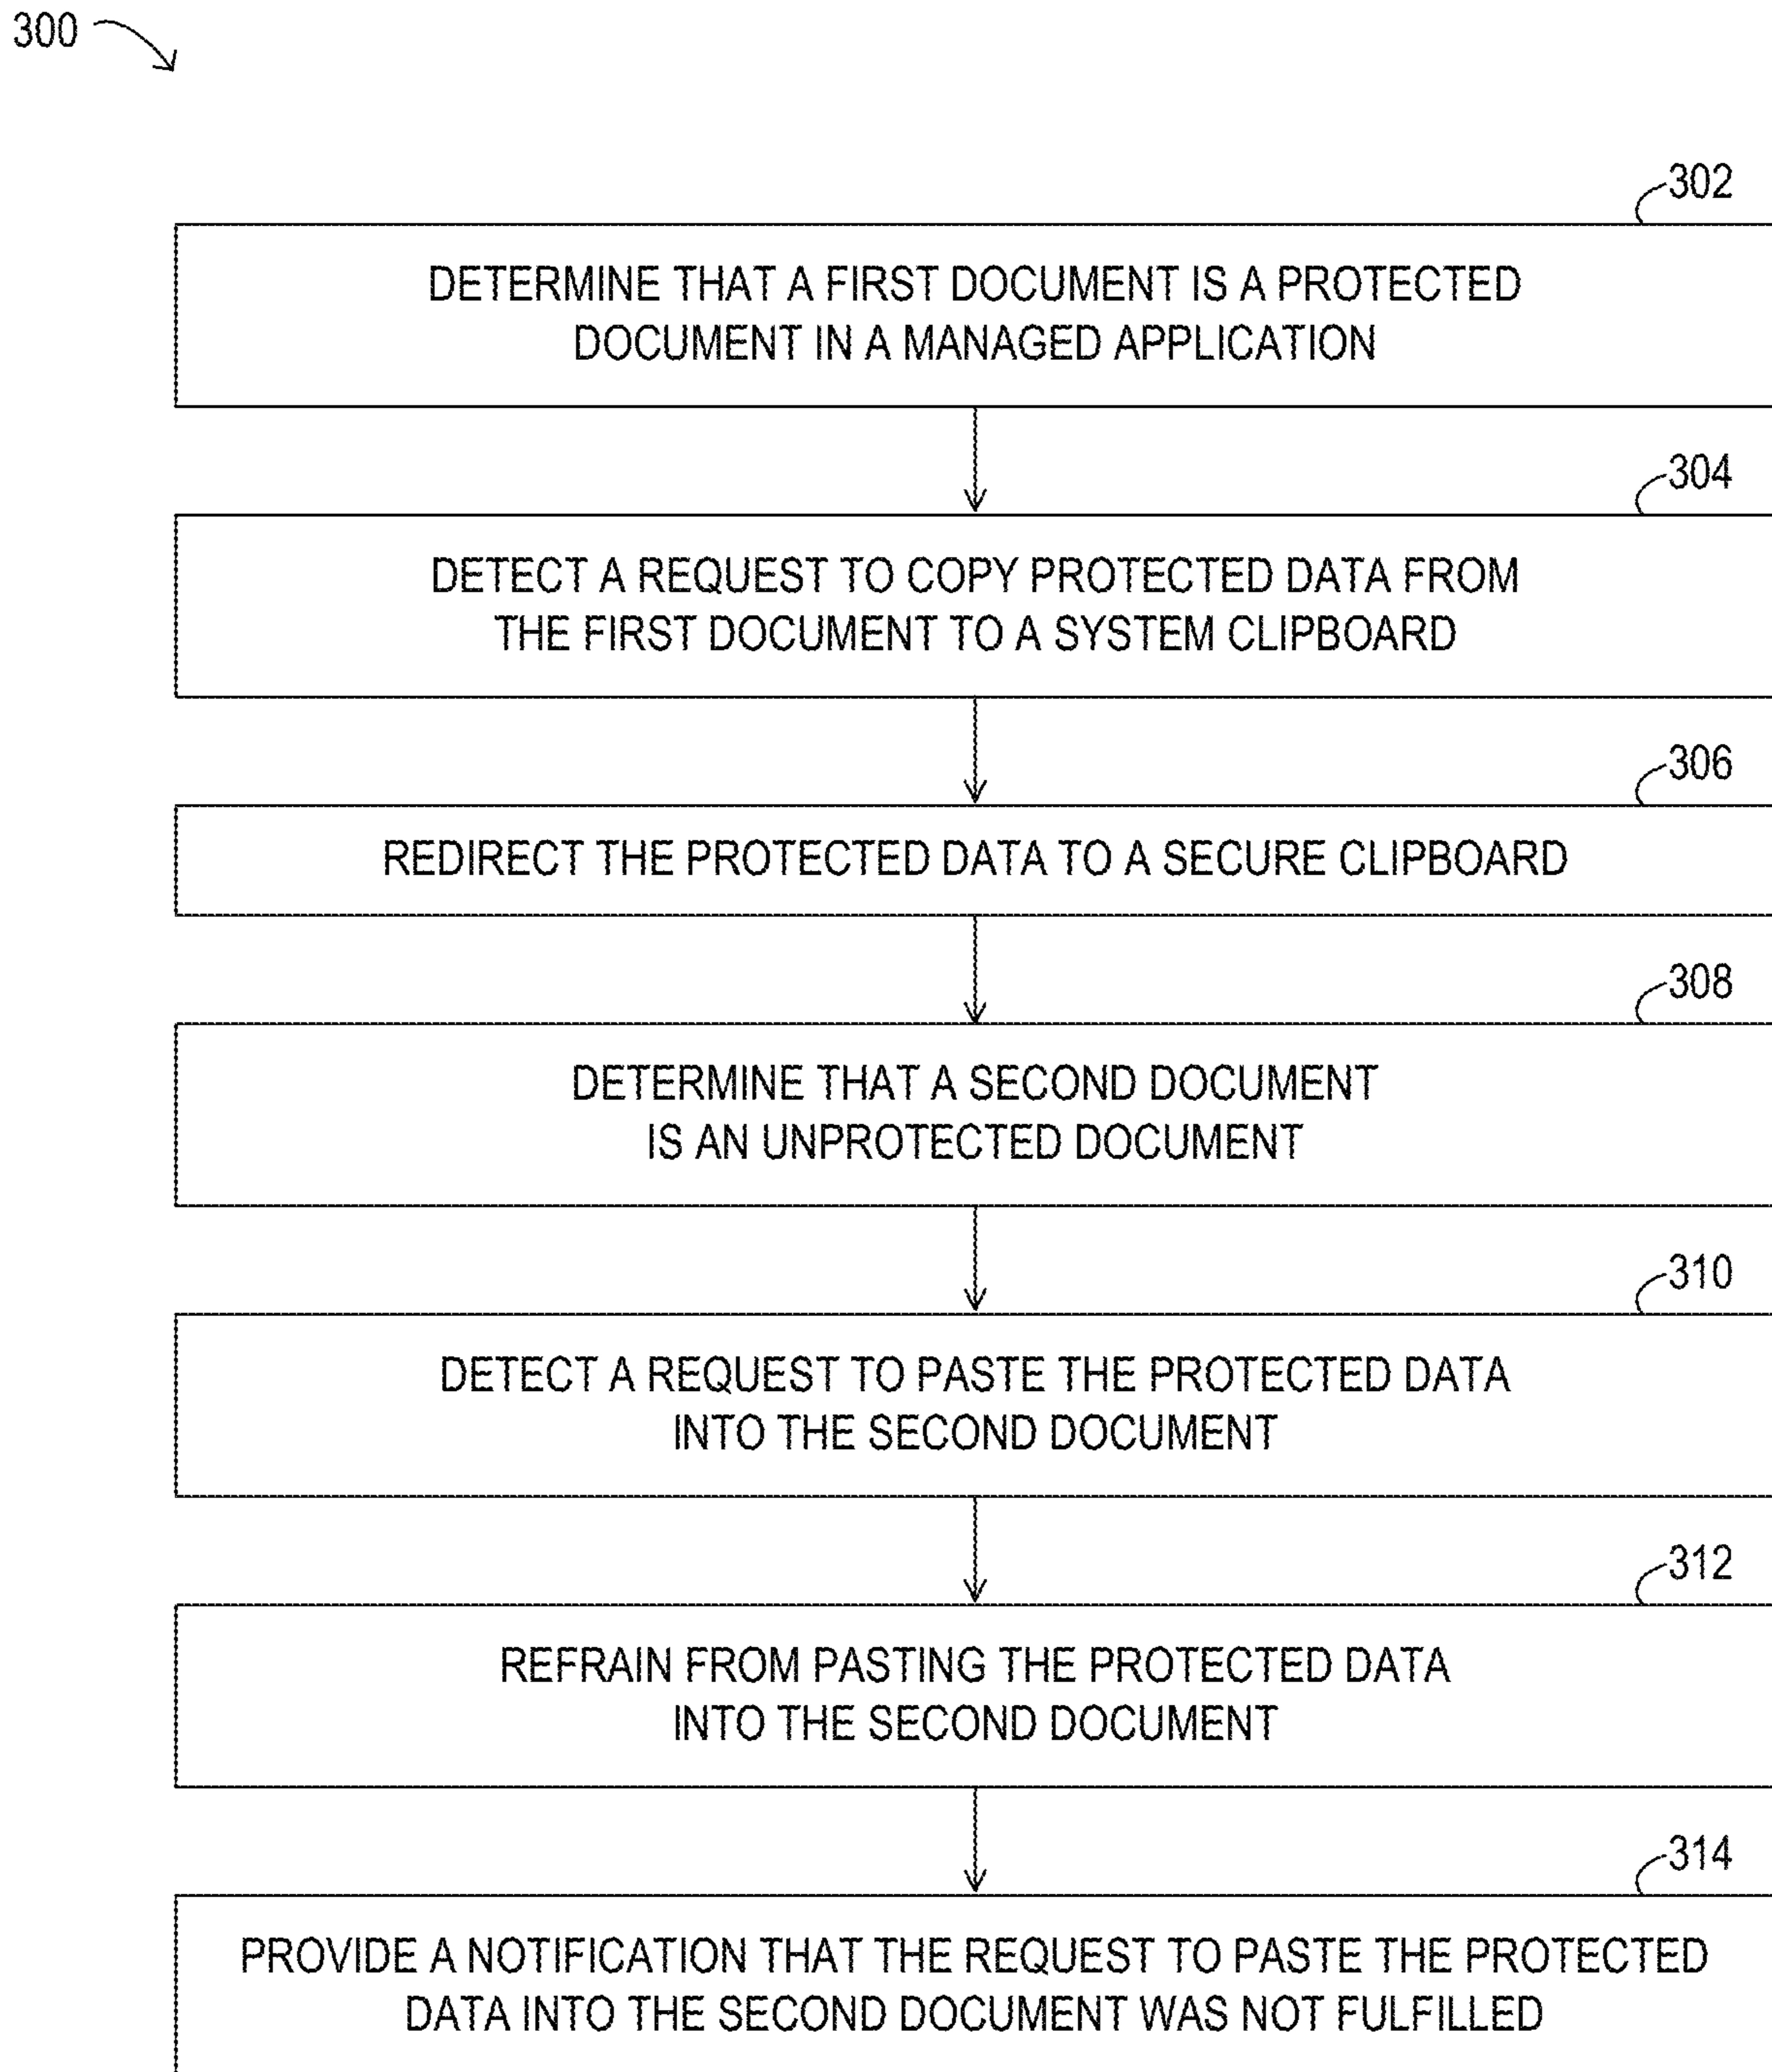 300
302
DETERMINE THAT A FIRST DOCUMENT IS A PROTECTED
DOCUMENT IN A MANAGED APPLICATION
304
DETECT A REQUEST TO COPY PROTECTED DATA FROM
THE FIRST DOCUMENT TO A SYSTEM CLIPBOARD
306
REDIRECT THE PROTECTED DATA TO A SECURE CLIPBOARD
308
DETERMINE THAT A SECOND DOCUMENT
IS AN UNPROTECTED DOCUMENT
310
DETECT A REQUEST TO PASTE THE PROTECTED DATA
INTO THE SECOND DOCUMENT
312
REFRAIN FROM PASTING THE PROTECTED DATA
INTO THE SECOND DOCUMENT
314
PROVIDE A NOTIFICATION THAT THE REQUEST TO PASTE THE PROTECTED
DATA INTO THE SECOND DOCUMENT WAS NOT FULFILLED